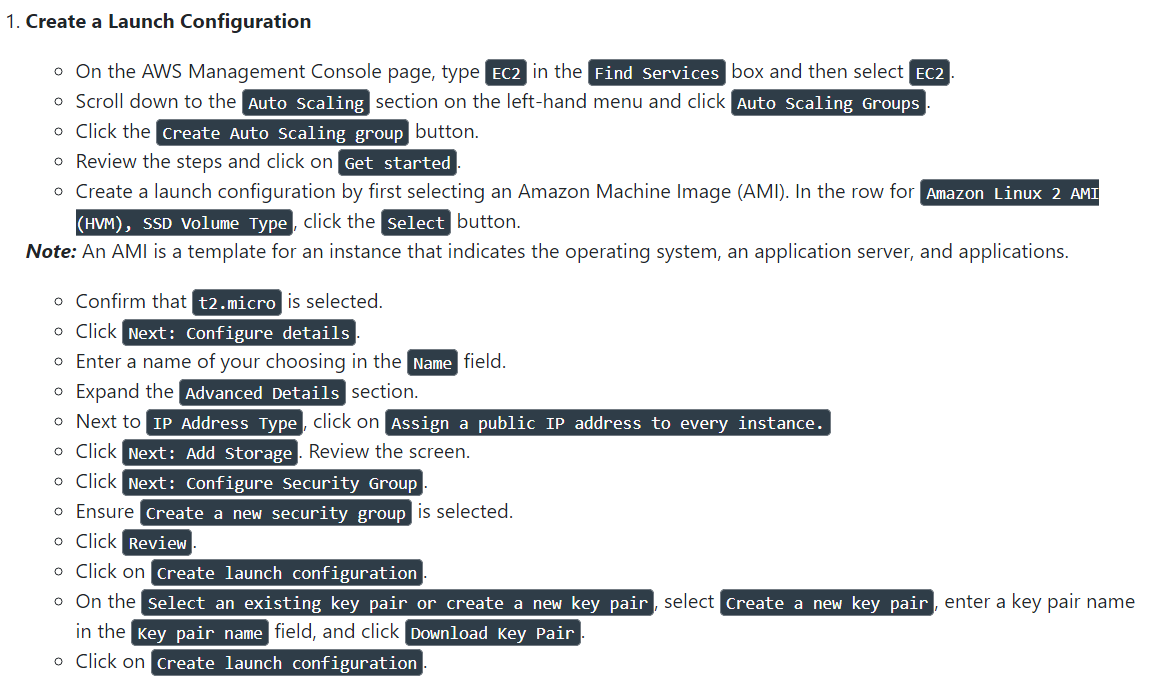 1. Create a Launch Configuration
○ On the AWS Management Console page, type EC2 in the Find Services box and then select EC2.
○ Scroll down to the Auto Scaling section on the left-hand menu and click Auto Scaling Groups.
○ Click the Create Auto Scaling group button.
○ Review the steps and click on Get started.
○ Create a launch configuration by first selecting an Amazon Machine Image (AMI). In the row for Amazon Linux 2 AMI
(HVM), SSD Volume Type, click the Select button.
Note: An AMI is a template for an instance that indicates the operating system, an application server, and applications.
○ Confirm that t2.micro is selected.
○ Click Next: Configure details.
○ Enter a name of your choosing in the Name field.
○ Expand the Advanced Details section.
○ Next to IP Address Type, click on Assign a public IP address to every instance.
○ Click Next: Add Storage. Review the screen.
○ Click Next: Configure Security Group.
○ Ensure Create a new security group is selected.
○ Click Review.
○ Click on Create launch configuration.
○ On the Select an existing key pair or create a new key pair, select Create a new key pair, enter a key pair name
in the Key pair name field, and click Download Key Pair.
○ Click on Create launch configuration.